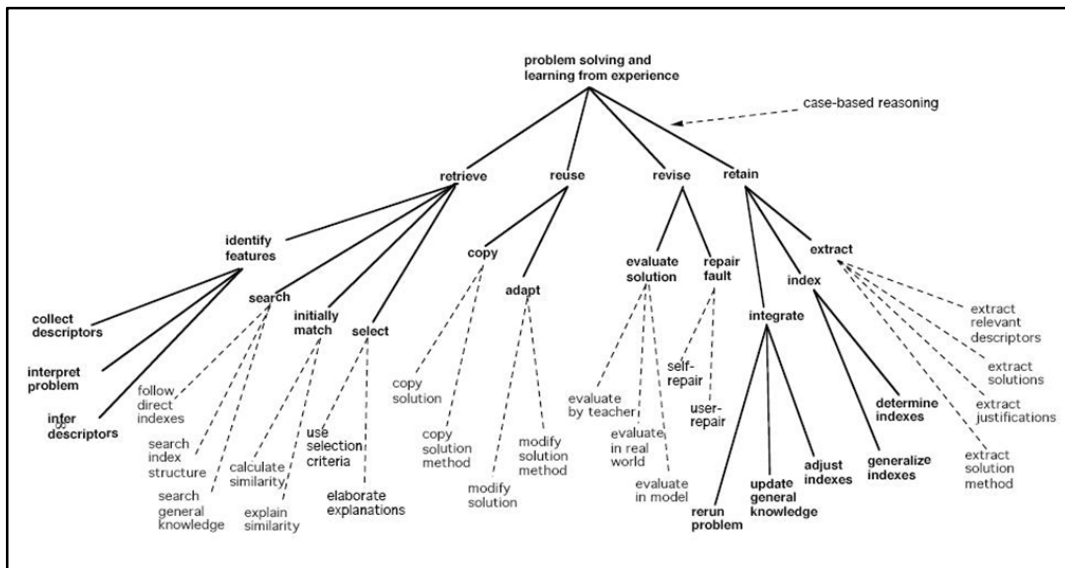 problem solving and
learning from experience
case-based reasoning
retrieve
reuse
revise
retain
identify
features
copy
evaluate
solution
repair
fault
extract
search
initially
match
select
adapt
index
integrate
collect
descriptors
interpret
problem
infer
descriptors
follow
direct
indexes
search
index
structure
search
general
knowledge
calculate
similarity
explain
similarity
use
selection
criteria
elaborate
explanations
copy
solution
copy
solution
method
modify
solution
modify
solution
method
evaluate
by teacher
evaluate
in real
world
evaluate
in model
self-
repair
user-
repair
rerun
problem
update
general
knowledge
adjust
indexes
generalize
indexes
determine
indexes
extract
relevant
descriptors
extract
solutions
extract
justifications
extract
solution
method